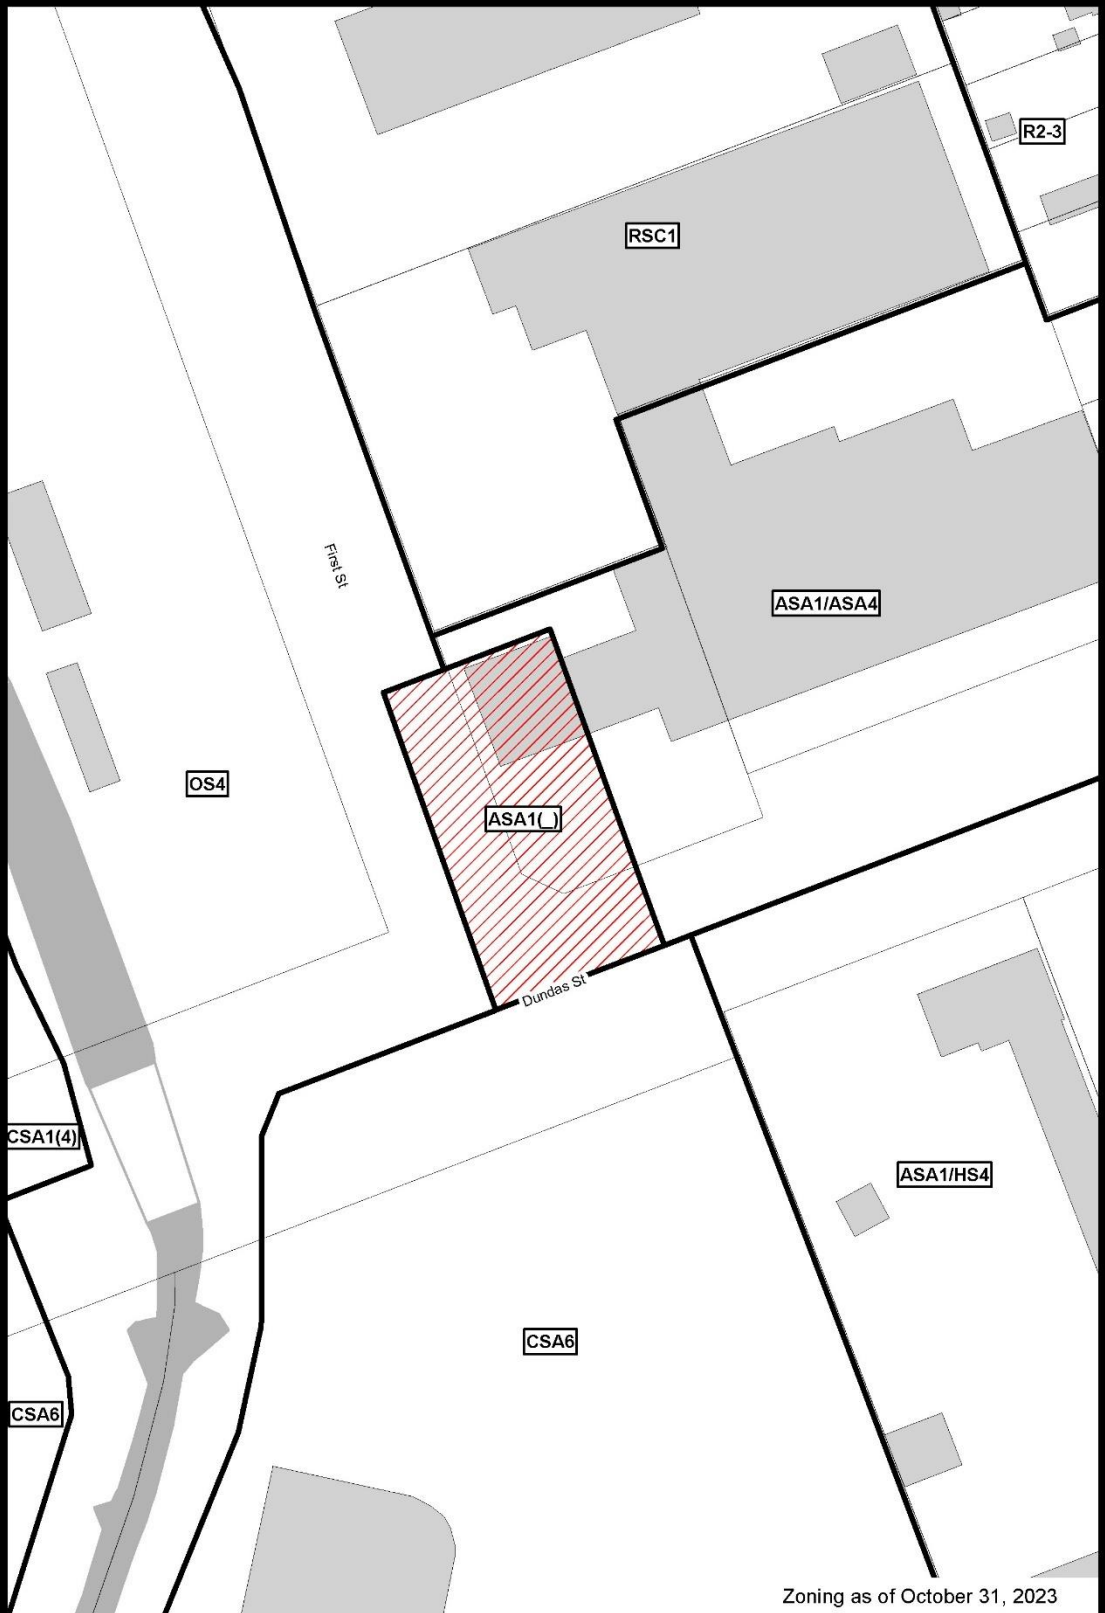 R2-3
RSC1
First St
ASA1/ASA4
OS4
ASA1(_)
Dundas St
CSA1(4)
ASA1/HS4
CSA6
CSA6
Zoning as of October 31, 2023